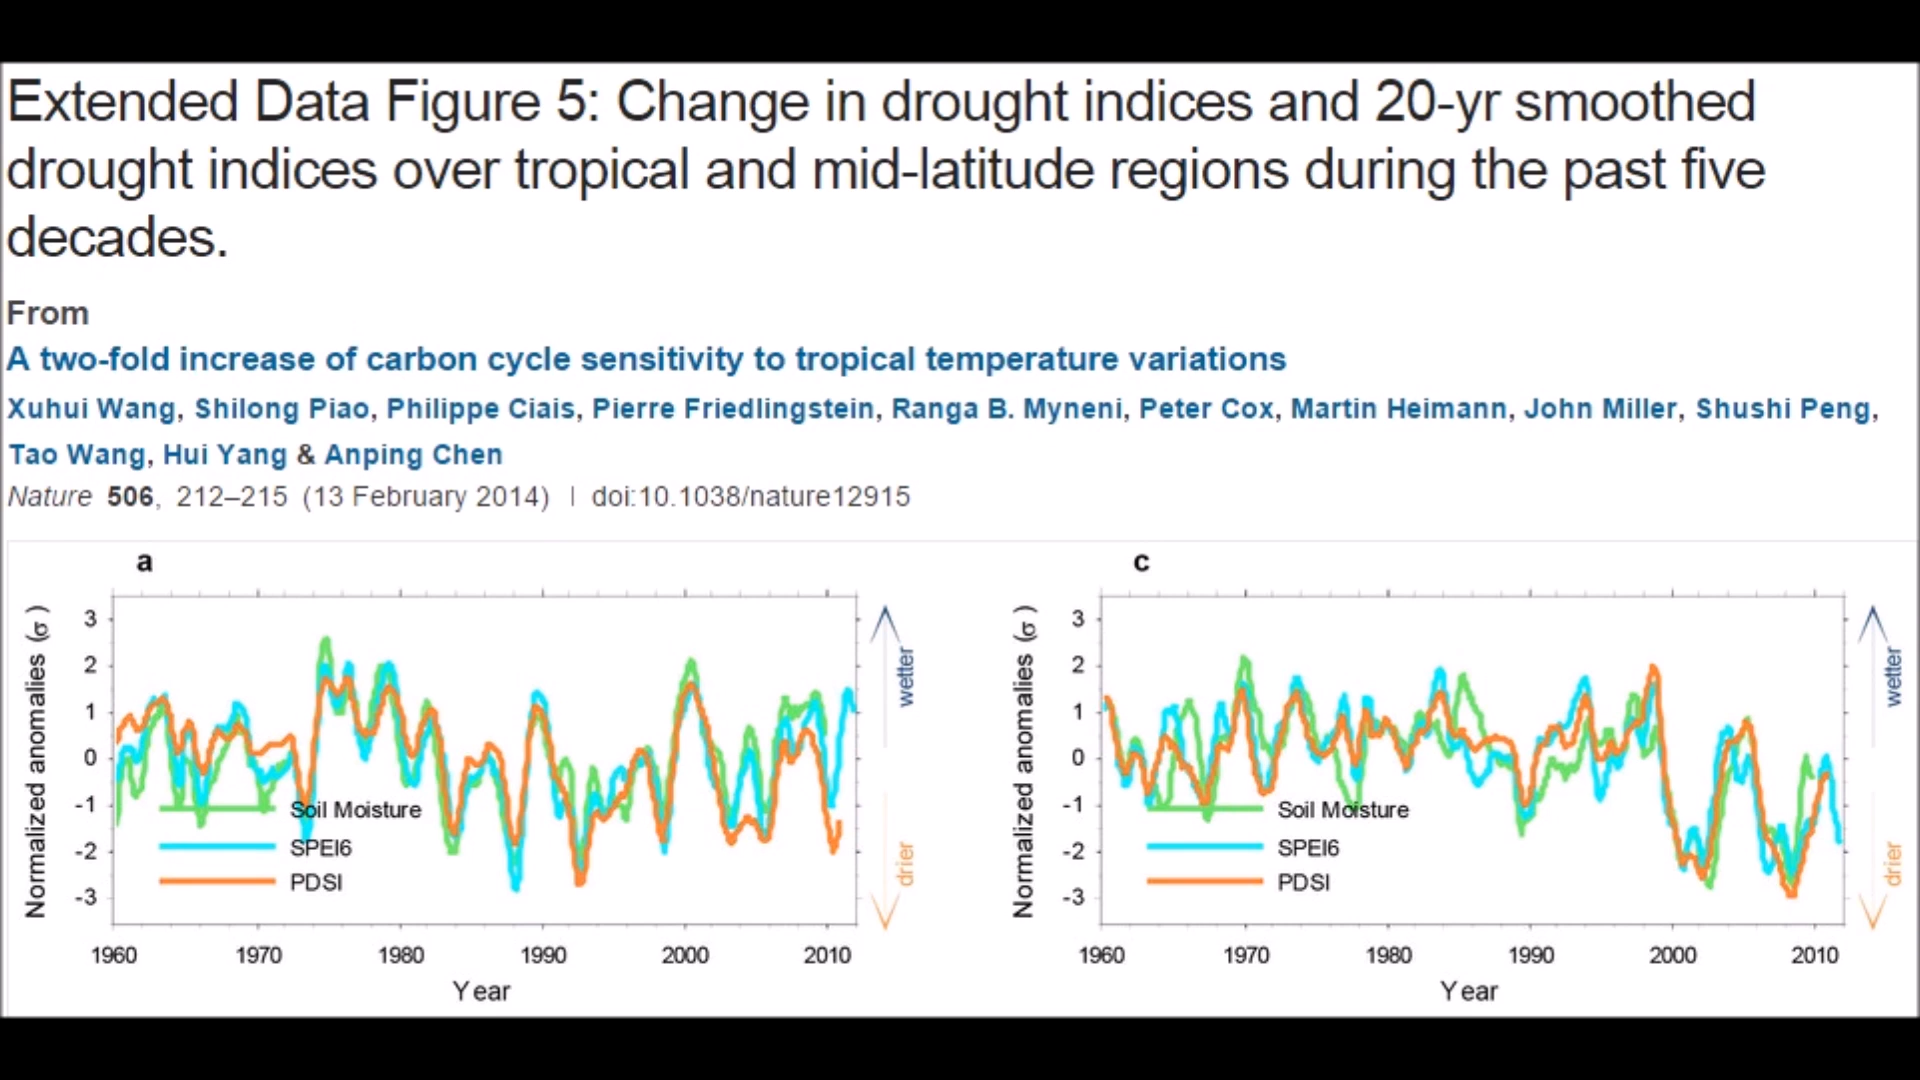 Extended Data Figure 5: Change in drought indices and 20-yr smoothed
drought indices over tropical and mid-latitude regions during the past five
decades.
From
A two-fold increase of carbon cycle sensitivity to tropical temperature variations
Xuhui Wang, Shilong Piao, Philippe Ciais, Pierre Friedlingstein, Ranga B. Myneni, Peter Cox, Martin Heimann, John Miller, Shushi Peng,
Tao Wang, Hui Yang & Anping Chen
Nature 506, 212–215 (13 February 2014) | doi:10.1038/nature12915
a
Normalized anomalies (σ)
3
2
1
0
-1
-2
-3
Soil Moisture
SPEI6
PDSI
1960 1970 1980 1990 2000 2010
Year
wetter
drier
c
Normalized anomalies (σ)
3
2
1
0
-1
-2
-3
Soil Moisture
SPEI6
PDSI
1960 1970 1980 1990 2000 2010
Year
wetter
drier